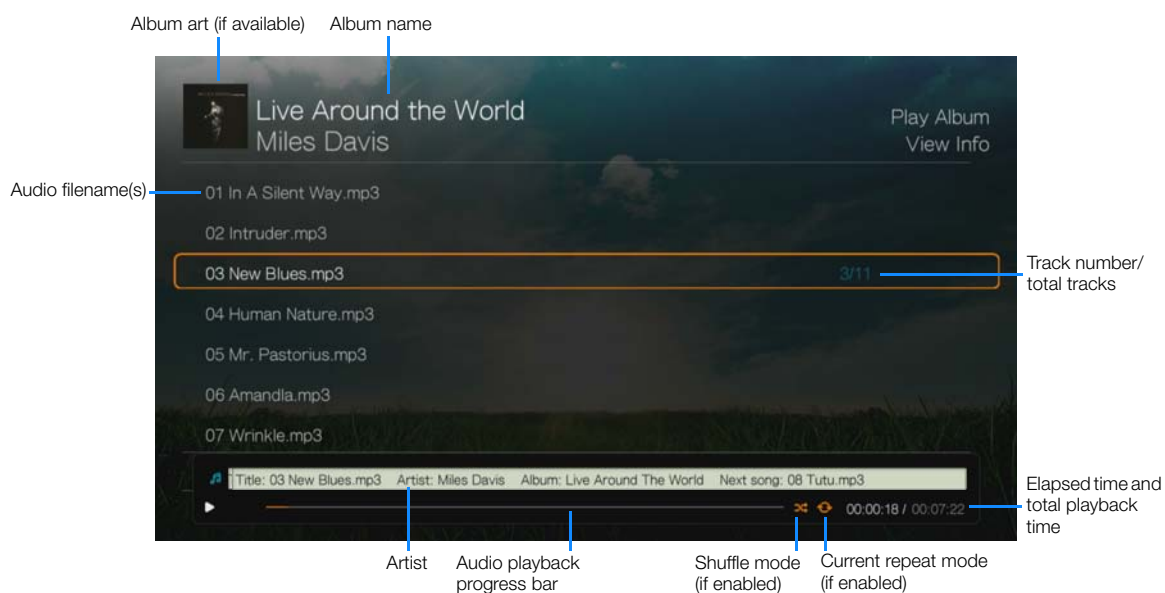 Album art (if available) Album name
Live Around the World
Miles Davis
Play Album
View Info
Audio filename(s)
01 In A Silent Way.mp3
02 Intruder.mp3
03 New Blues.mp3 3/11
Track number/
total tracks
04 Human Nature.mp3
05 Mr. Pastorius.mp3
06 Amandla.mp3
07 Wrinkle.mp3
Title: 03 New Blues.mp3 Artist: Miles Davis Album: Live Around The World Next song: 08 Tutu.mp3
00:00:18 / 00:07:22
Elapsed time and
total playback
time
Artist
Audio playback
progress bar
Shuffle mode
(if enabled)
Current repeat mode
(if enabled)